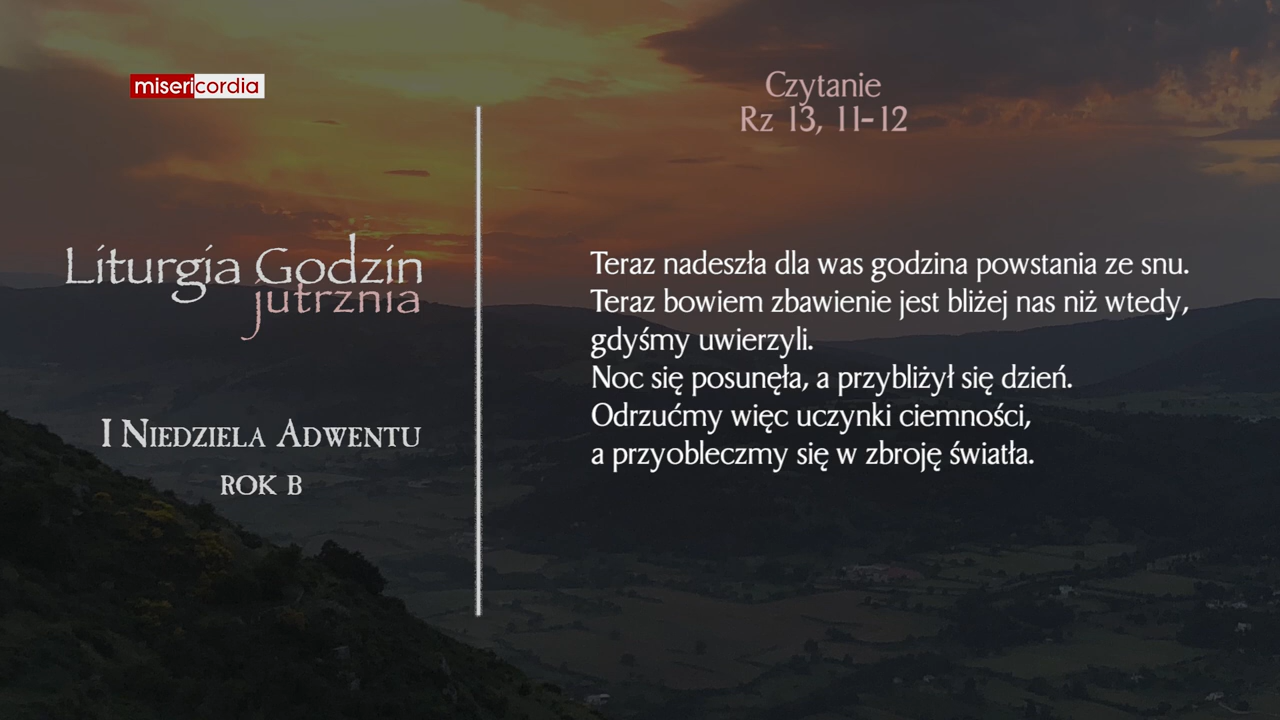 misericordia
Liturgia Godzin
jutrznia
I Niedziela Adwentu
rok B
Czytanie
Rz 13, 11-12
Teraz nadeszła dla was godzina powstania ze snu.
Teraz bowiem zbawienie jest bliżej nas niż wtedy,
gdyśmy uwierzyli.
Noc się posunęła, a przybliżył się dzień.
Odrzućmy więc uczynki ciemności,
a przyobleczmy się w zbroję światła.